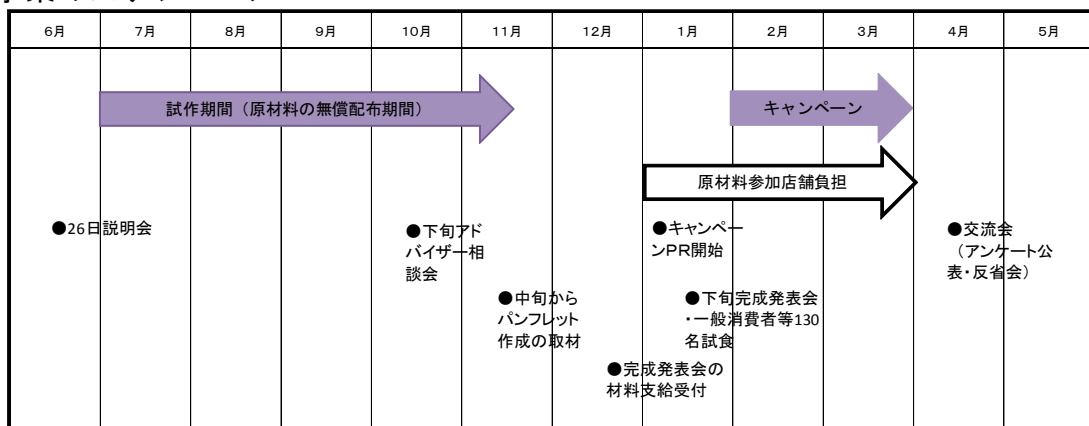 6月 7月 8月 9月 10月 11月 12月 1月 2月 3月 4月 5月
試作期間（原材料の無償配布期間）
キャンペーン
原材料参加店舗負担
●26日説明会
●下旬アド
バイザー相
談会
●キャンペー
ンPR開始
●交流会
（アンケート公
表・反省会）
●中旬から
パンフレット
作成の取材
●下旬完成発表会
・一般消費者等130
名試食
●完成発表会の
材料支給受付